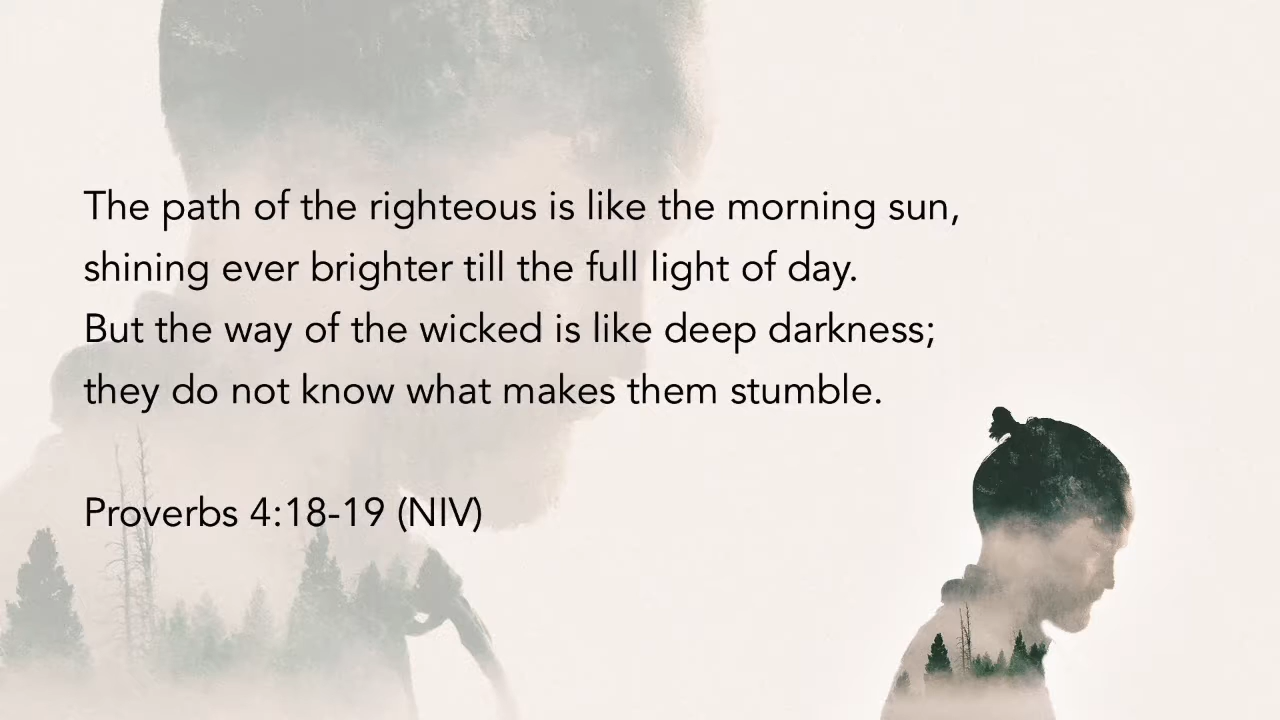 The path of the righteous is like the morning sun,
shining ever brighter till the full light of day.
But the way of the wicked is like deep darkness;
they do not know what makes them stumble.
Proverbs 4:18-19 (NIV)